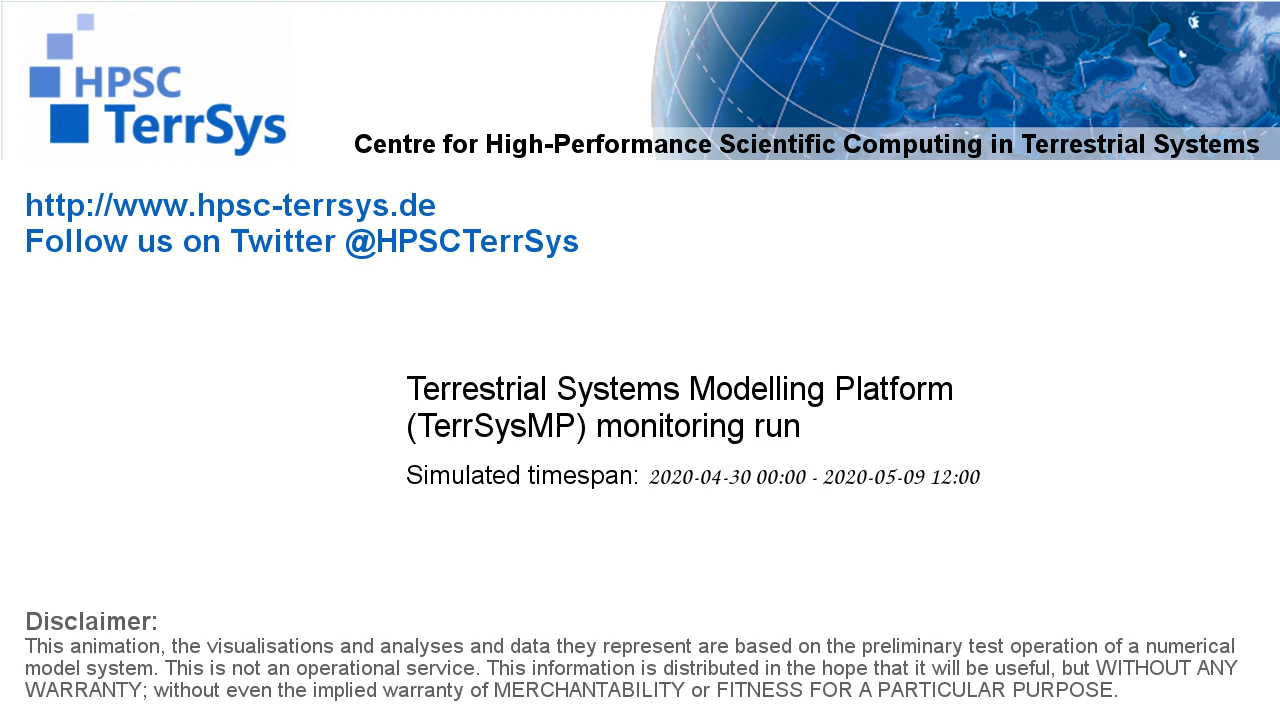 HPSC
TerrSys
Centre for High-Performance Scientific Computing in Terrestrial Systems
http://www.hpsc-terrsys.de
Follow us on Twitter @HPSCTerrSys
Terrestrial Systems Modelling Platform
(TerrSysMP) monitoring run
Simulated timespan: 2020-04-30 00:00 - 2020-05-09 12:00
Disclaimer:
This animation, the visualisations and analyses and data they represent are based on the preliminary test operation of a numerical
model system. This is not an operational service. This information is distributed in the hope that it will be useful, but WITHOUT ANY
WARRANTY; without even the implied warranty of MERCHANTABILITY or FITNESS FOR A PARTICULAR PURPOSE.